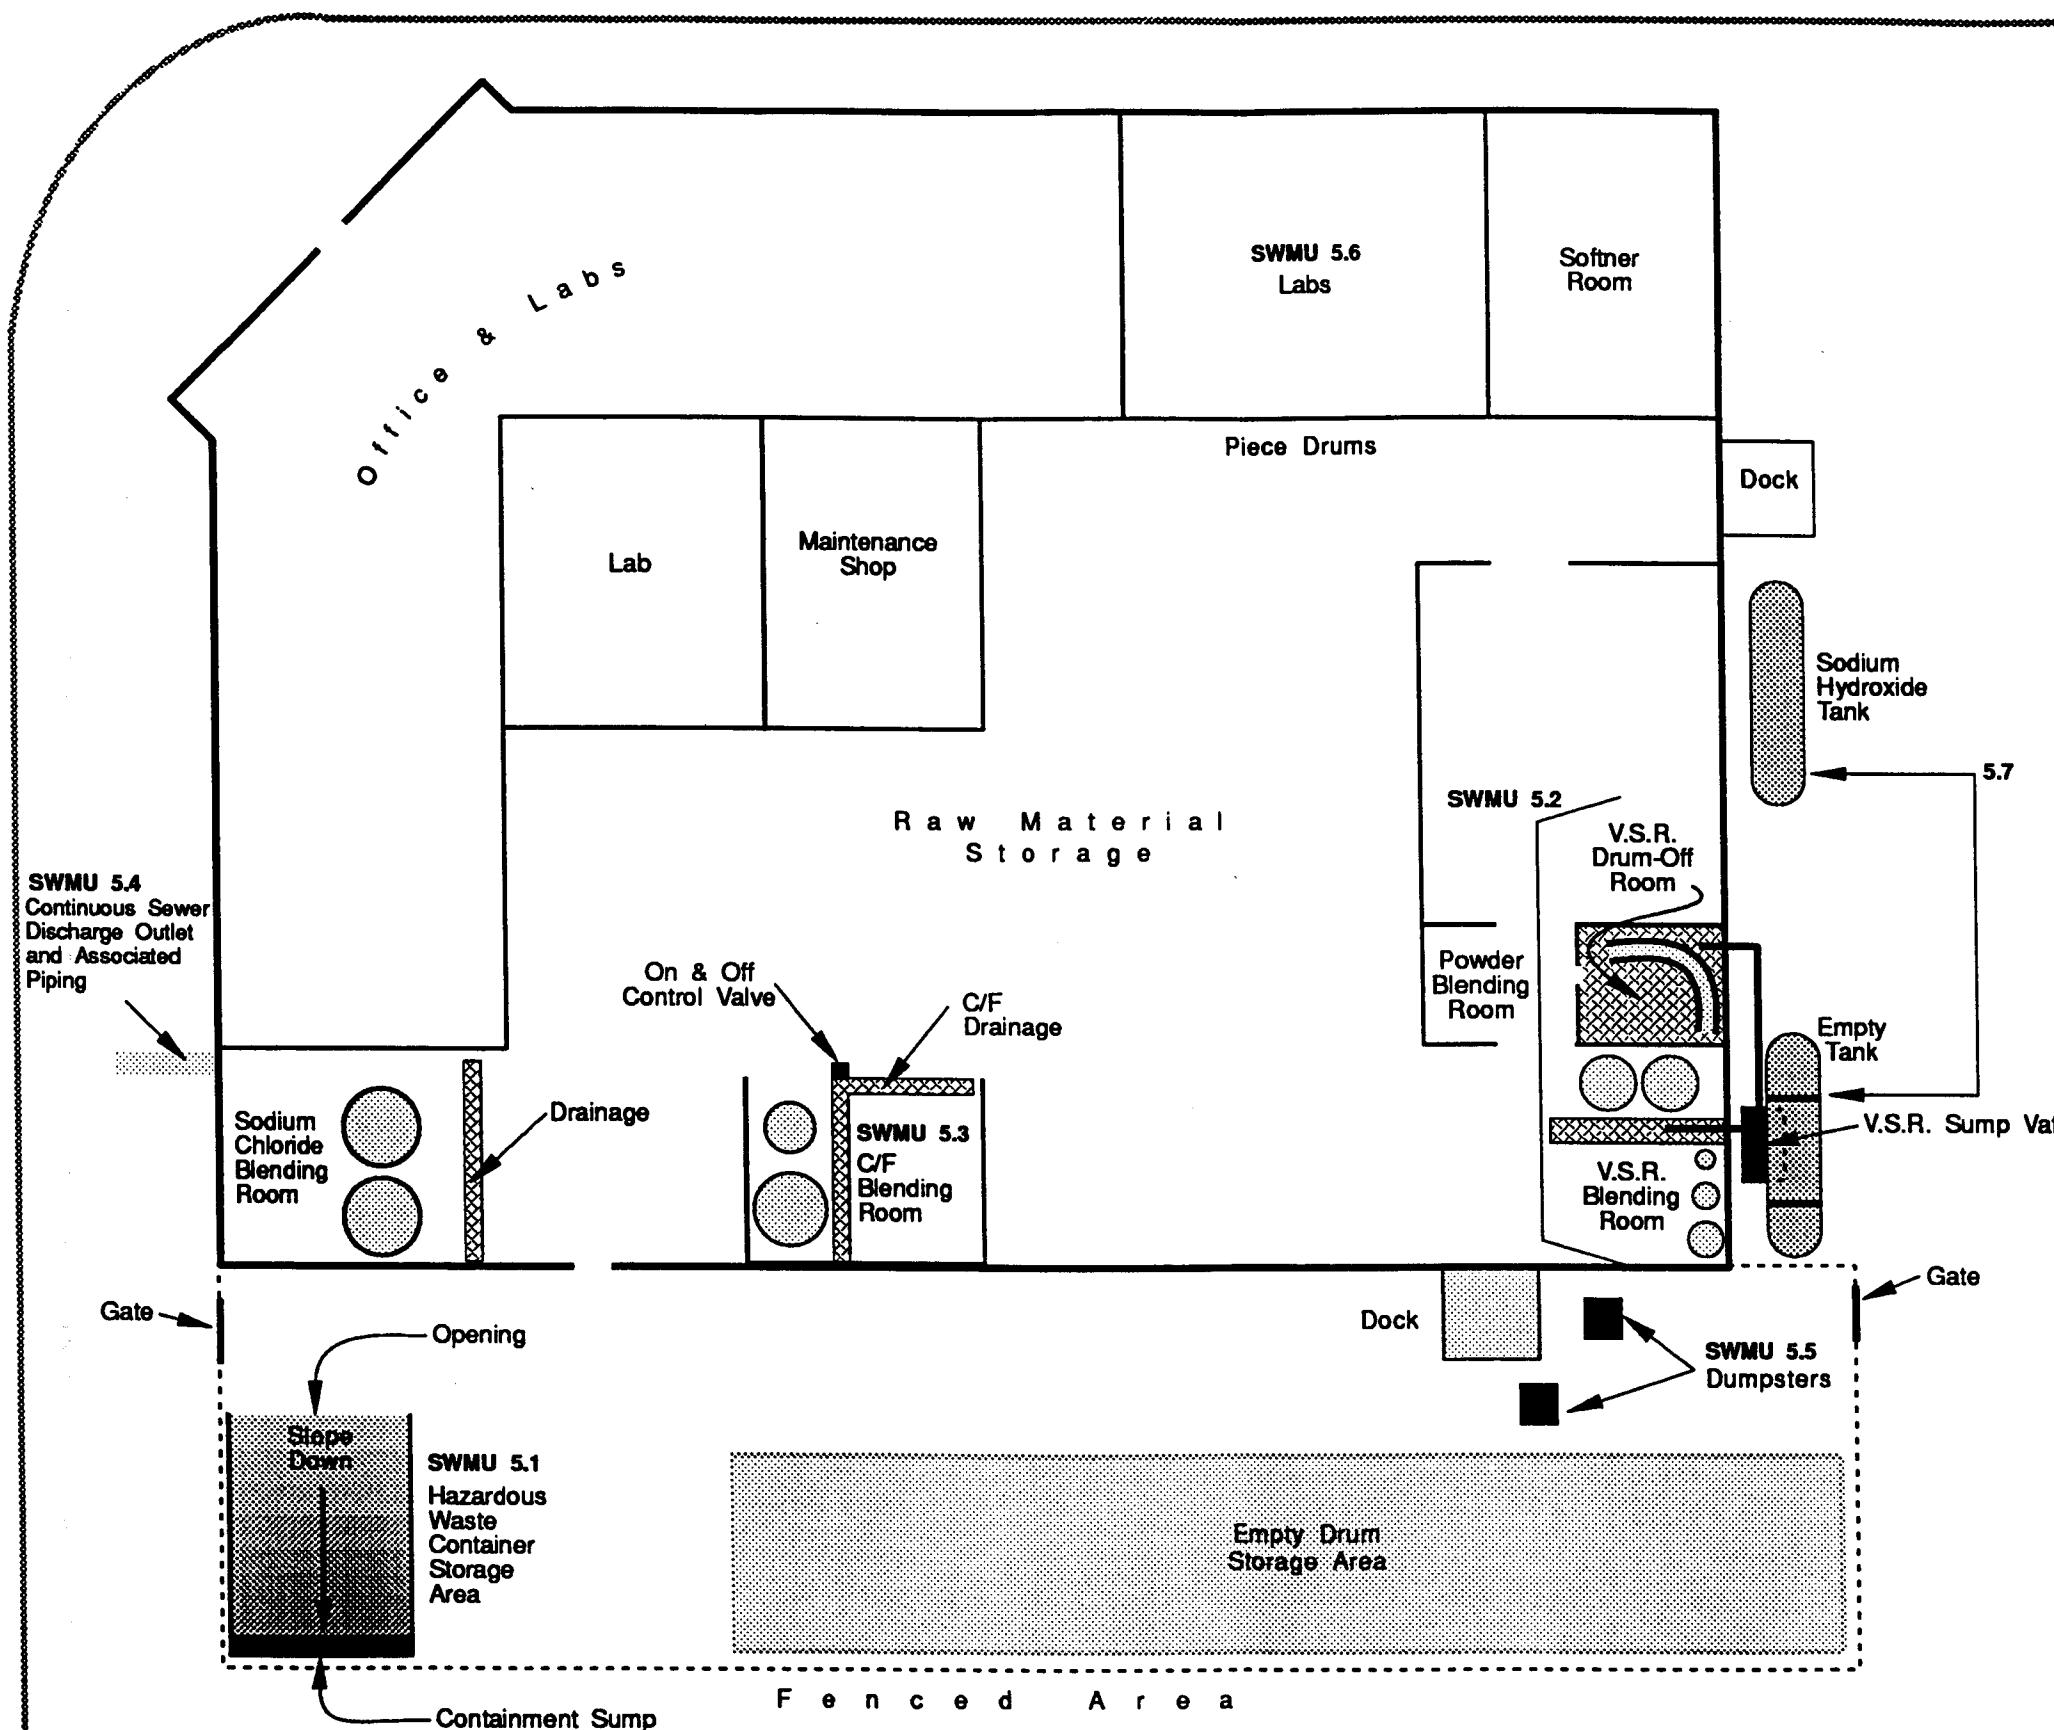 Office & Labs
SWMU 5.6
Labs
Softner
Room
Piece Drums
Dock
Lab
Maintenance
Shop
Sodium
Hydroxide
Tank
5.7
SWMU 5.2
Raw Material
Storage
V.S.R.
Drum-Off
Room
SWMU 5.4
Continuous Sewer
Discharge Outlet
and Associated
Piping
On & Off
Control Valve
C/F
Drainage
Powder
Blending
Room
Empty
Tank
Sodium
Chloride
Blending
Room
Drainage
SWMU 5.3
C/F
Blending
Room
V.S.R. Sump Vat
V.S.R.
Blending
Room
Gate
Gate
Opening
Dock
SWMU 5.5
Dumpsters
Slope
Down
SWMU 5.1
Hazardous
Waste
Container
Storage
Area
Empty Drum
Storage Area
Fenced Area
Containment Sump